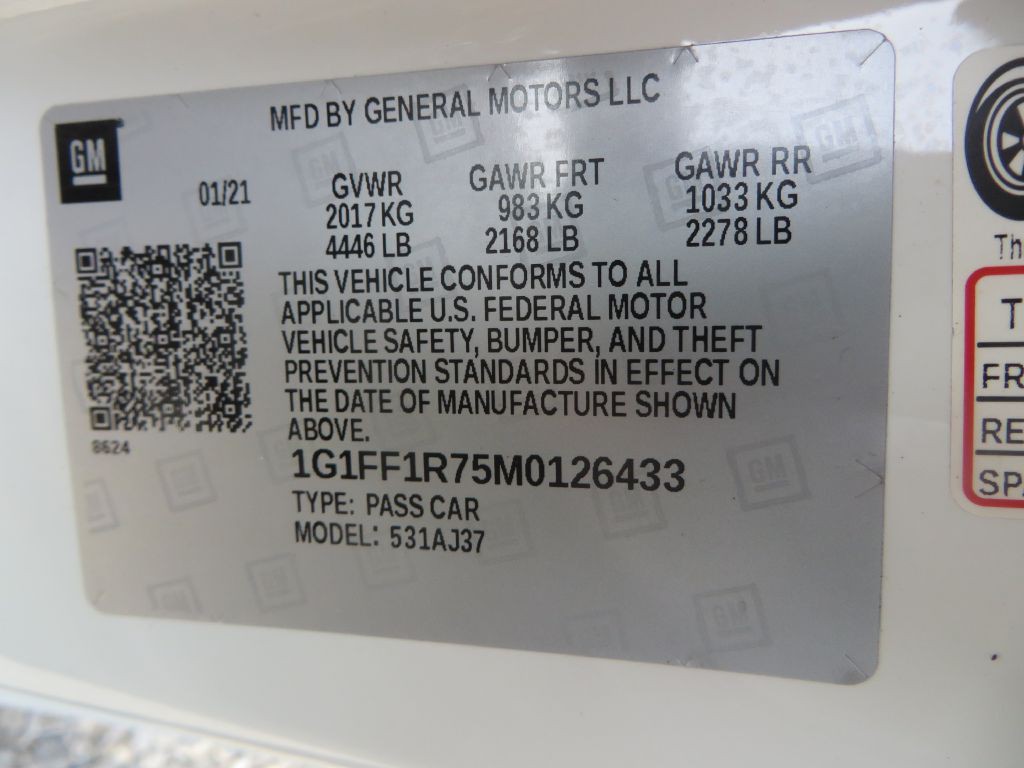 MFD BY GENERAL MOTORS LLC
GM
01/21
GVWR GAWR FRT GAWR RR
2017 KG 983 KG 1033 KG
4446 LB 2168 LB 2278 LB
THIS VEHICLE CONFORMS TO ALL
APPLICABLE U.S. FEDERAL MOTOR
VEHICLE SAFETY, BUMPER, AND THEFT
PREVENTION STANDARDS IN EFFECT ON
THE DATE OF MANUFACTURE SHOWN
ABOVE.
8624
1G1FF1R75M0126433
TYPE: PASS CAR
MODEL: 531AJ37